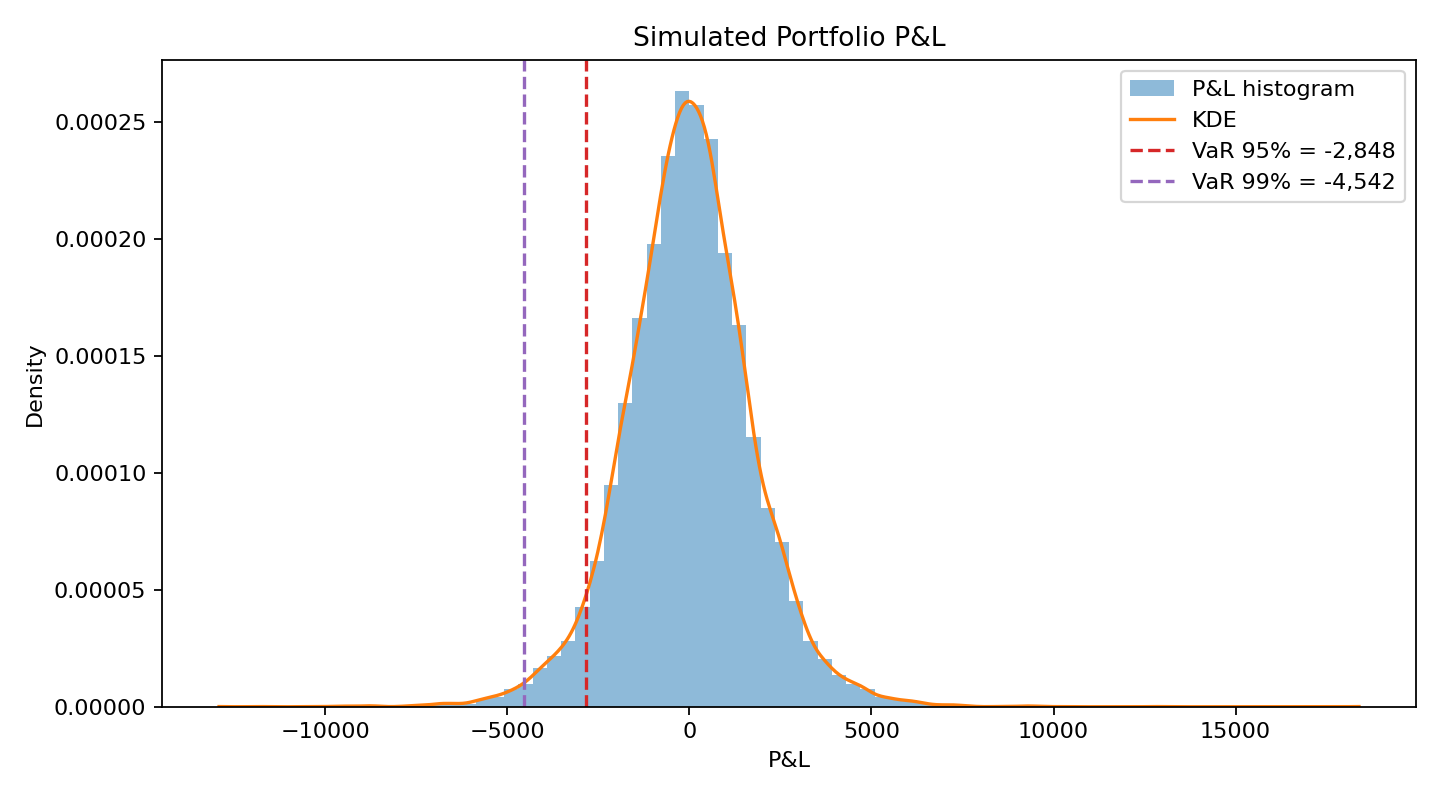 Simulated Portfolio P&L
P&L histogram
KDE
VaR 95% = -2,848
VaR 99% = -4,542
Density
0.00025
0.00020
0.00015
0.00010
0.00005
0.00000
−10000
−5000
0
5000
10000
15000
P&L